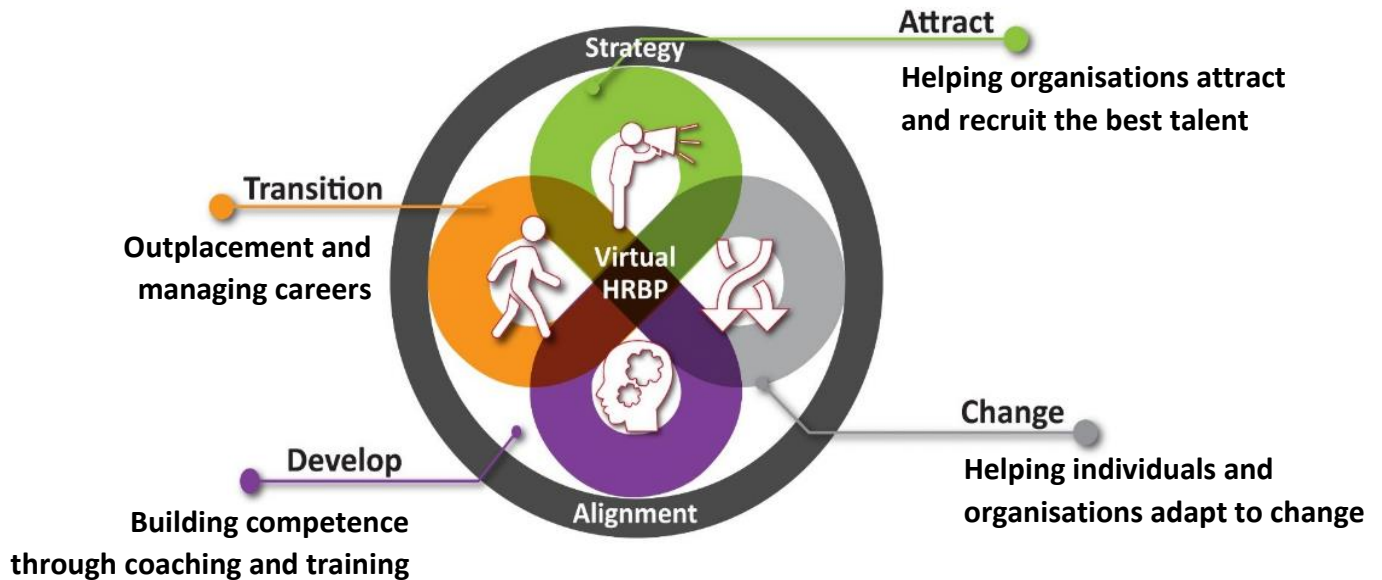 Attract
Strategy
Helping organisations attract
and recruit the best talent
Transition
Outplacement and
managing careers
Virtual
HRBP
Change
Helping individuals and
organisations adapt to change
Develop
Building competence
through coaching and training
Alignment